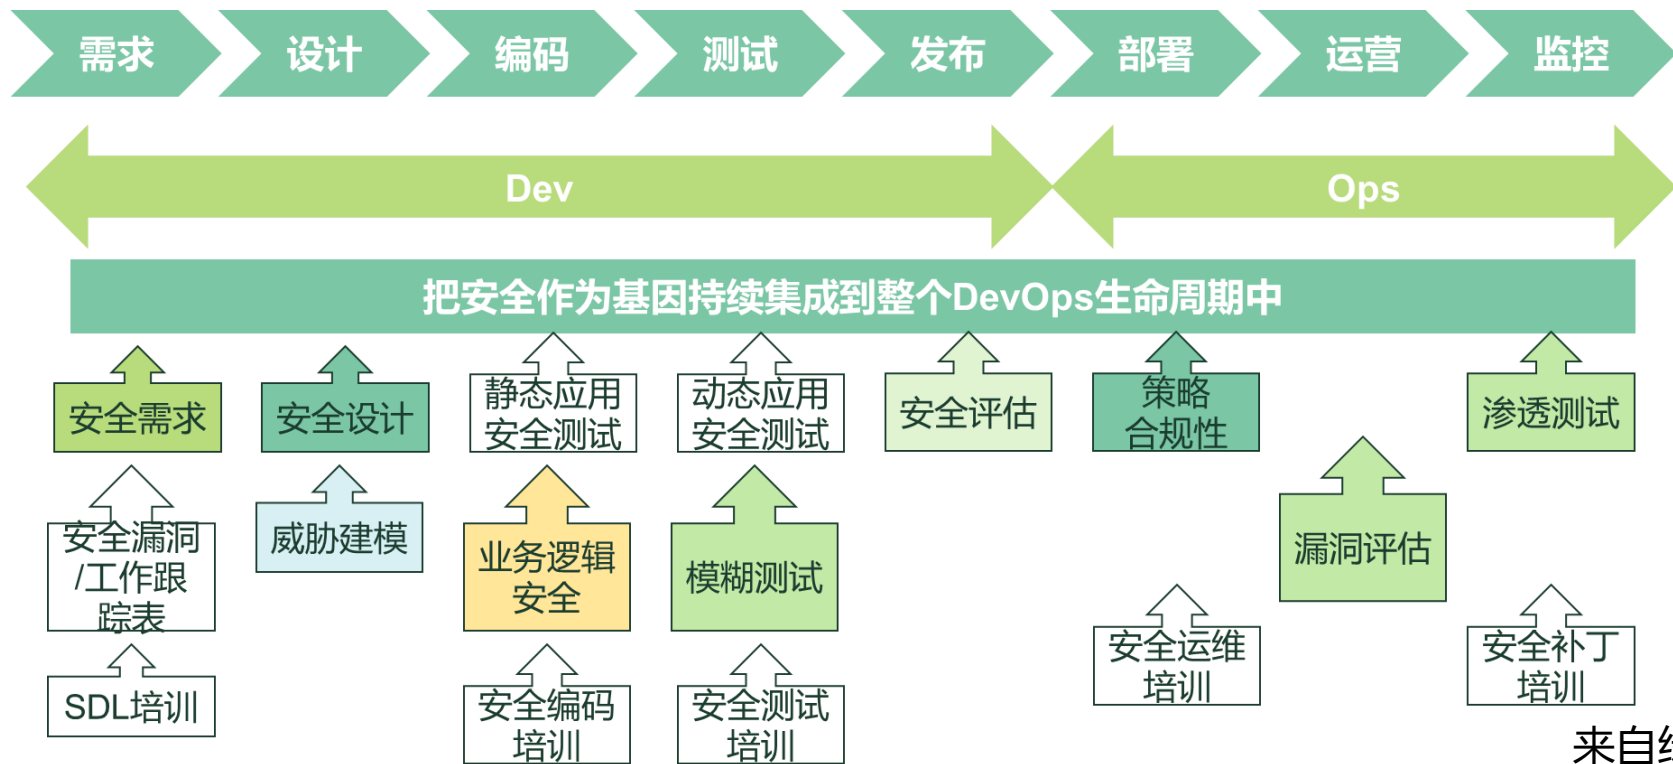 需求
设计
编码
测试
发布
部署
运营
监控
Dev
Ops
把安全作为基因持续集成到整个DevOps生命周期中
安全需求
安全设计
静态应用
安全测试
动态应用
安全测试
安全评估
策略
合规性
渗透测试
安全漏洞
/工作跟
踪表
威胁建模
业务逻辑
安全
模糊测试
漏洞评估
SDL培训
安全编码
培训
安全测试
培训
安全运维
培训
安全补丁
培训
来自